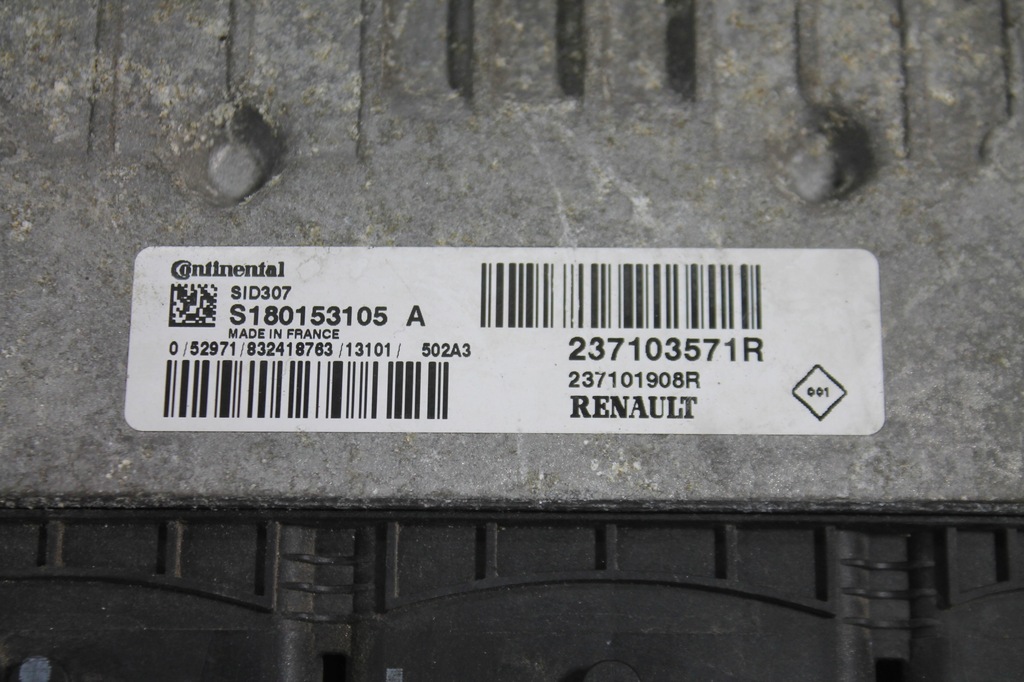 Continental
SID307
S180153105 A
MADE IN FRANCE
0/52971/832418763/13101/ 502A3
237103571R
237101908R
RENAULT
001